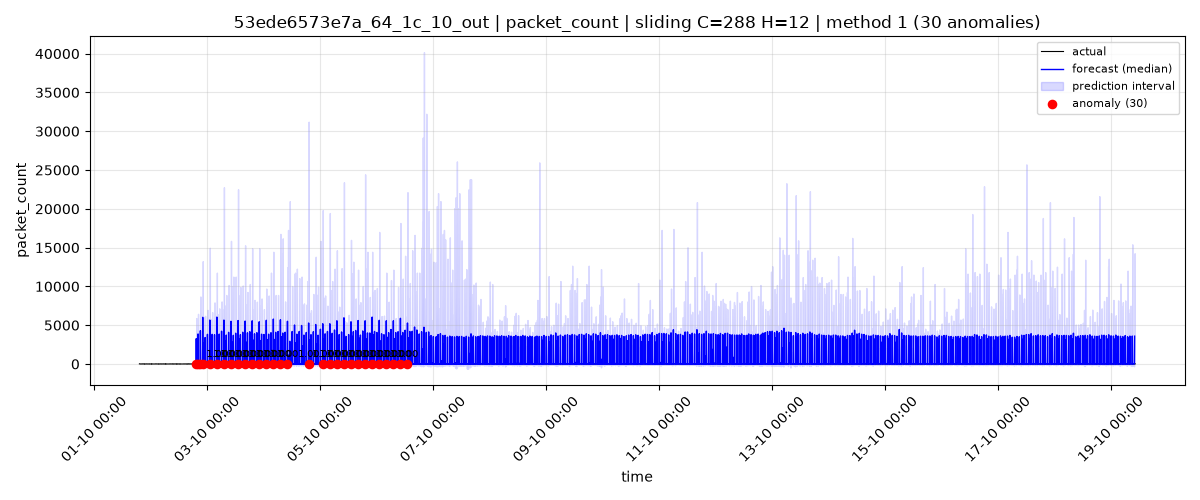 53ede6573e7a_64_1c_10_out | packet_count | sliding C=288 H=12 | method 1 (30 anomalies)
actual
forecast (median)
prediction interval
anomaly (30)
packet_count
40000
35000
30000
25000
20000
15000
10000
5000
0
01-10 00:00
03-10 00:00
05-10 00:00
07-10 00:00
09-10 00:00
11-10 00:00
13-10 00:00
15-10 00:00
17-10 00:00
19-10 00:00
time